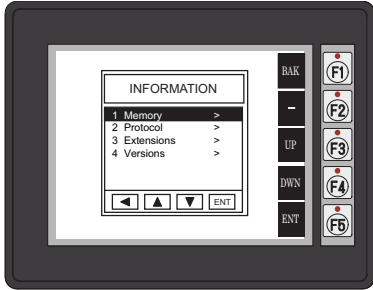 INFORMATION
1 Memory >
2 Protocol >
3 Extensions >
4 Versions >
ENT
BAK
–
UP
DWN
ENT
F1
F2
F3
F4
F5